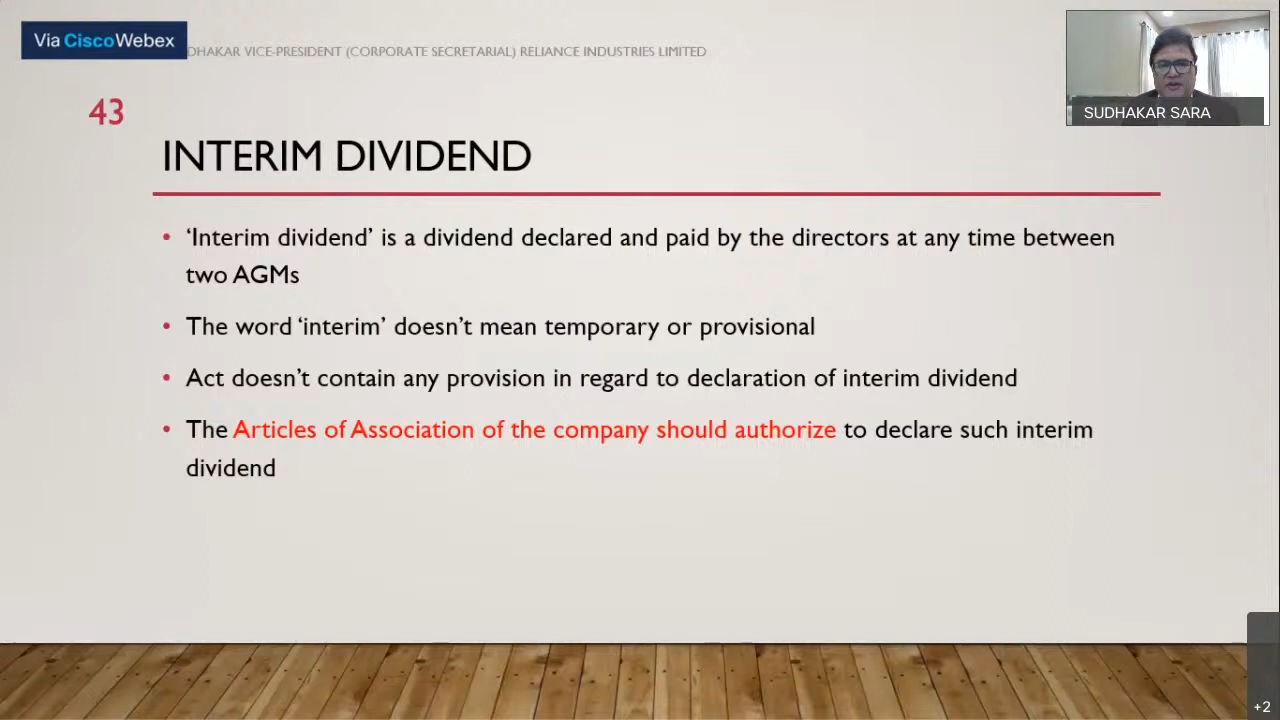 Via Cisco Webex
DHAKAR VICE-PRESIDENT (CORPORATE SECRETARIAL) RELIANCE INDUSTRIES LIMITED
SUDHAKAR SARA
43
INTERIM DIVIDEND
• ‘Interim dividend’ is a dividend declared and paid by the directors at any time between
two AGMs
• The word ‘interim’ doesn’t mean temporary or provisional
• Act doesn’t contain any provision in regard to declaration of interim dividend
• The Articles of Association of the company should authorize to declare such interim
dividend
+2